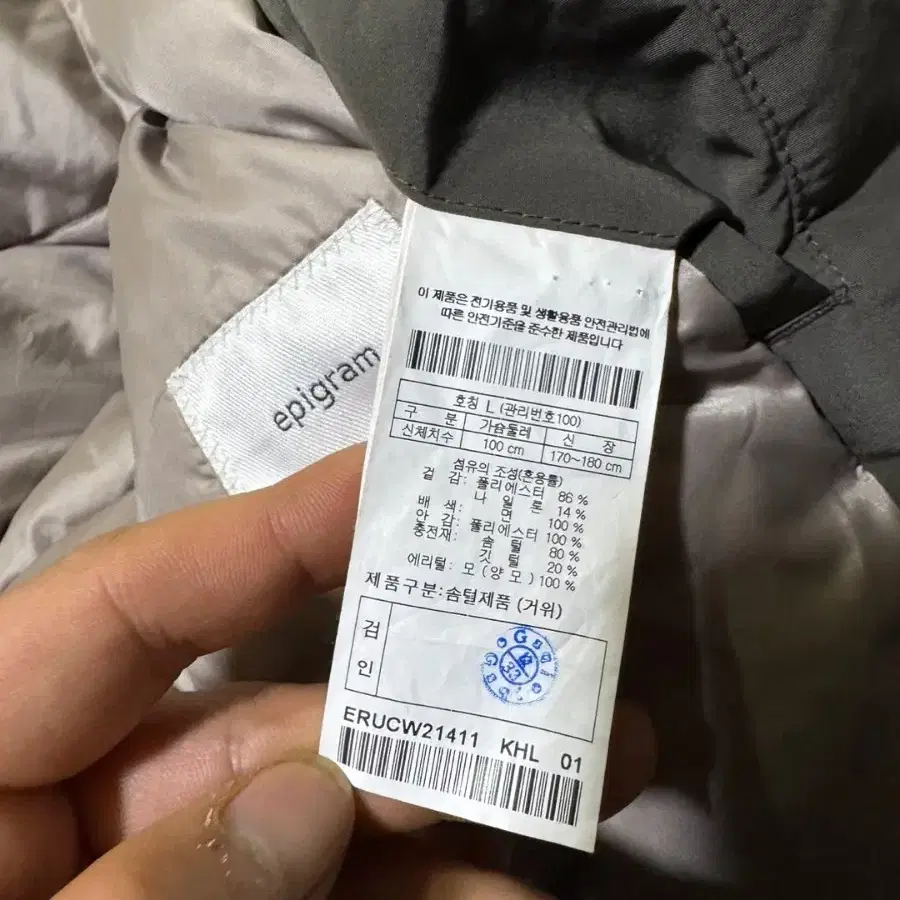 epigram
이 제품은 전기용품 및 생활용품 안전관리법에
따른 안전기준을 준수한 제품입니다
호칭 L (관리번호100)
구 분 가슴둘레 신 장
신체치수 100 cm 170~180 cm
섬유의 조성(혼용률)
겉 감: 폴리에스터 86 %
나 일 론 14 %
배 색: 면 100 %
안 감: 폴리에스터 100 %
충전재: 솜 털 80 %
깃 털 20 %
에리털: 모 (양 모) 100 %
제품구분:솜털제품 (거위)
검
인
33
ERUCW21411 KHL 01